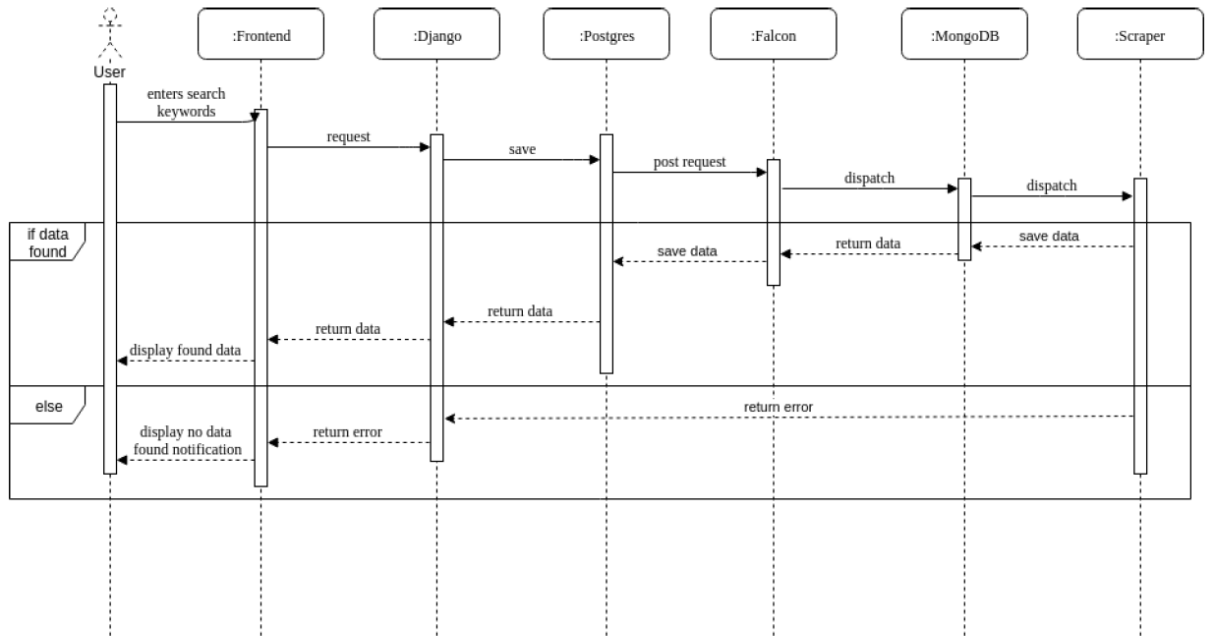 :Frontend
:Django
:Postgres
:Falcon
:MongoDB
:Scraper
User
enters search
keywords
request
save
post request
dispatch
dispatch
if data
found
save data
return data
save data
return data
return data
display found data
else
return error
return error
display no data
found notification